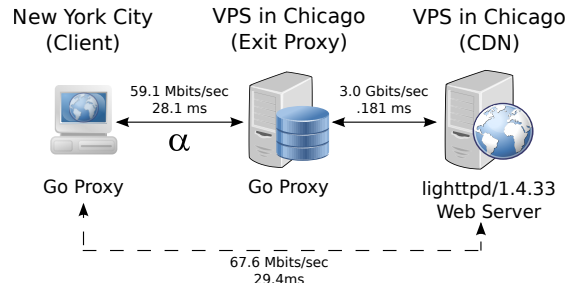 New York City
(Client)
VPS in Chicago
(Exit Proxy)
VPS in Chicago
(CDN)
59.1 Mbits/sec
28.1 ms
α
3.0 Gbits/sec
.181 ms
Go Proxy
Go Proxy
lighttpd/1.4.33
Web Server
67.6 Mbits/sec
29.4ms